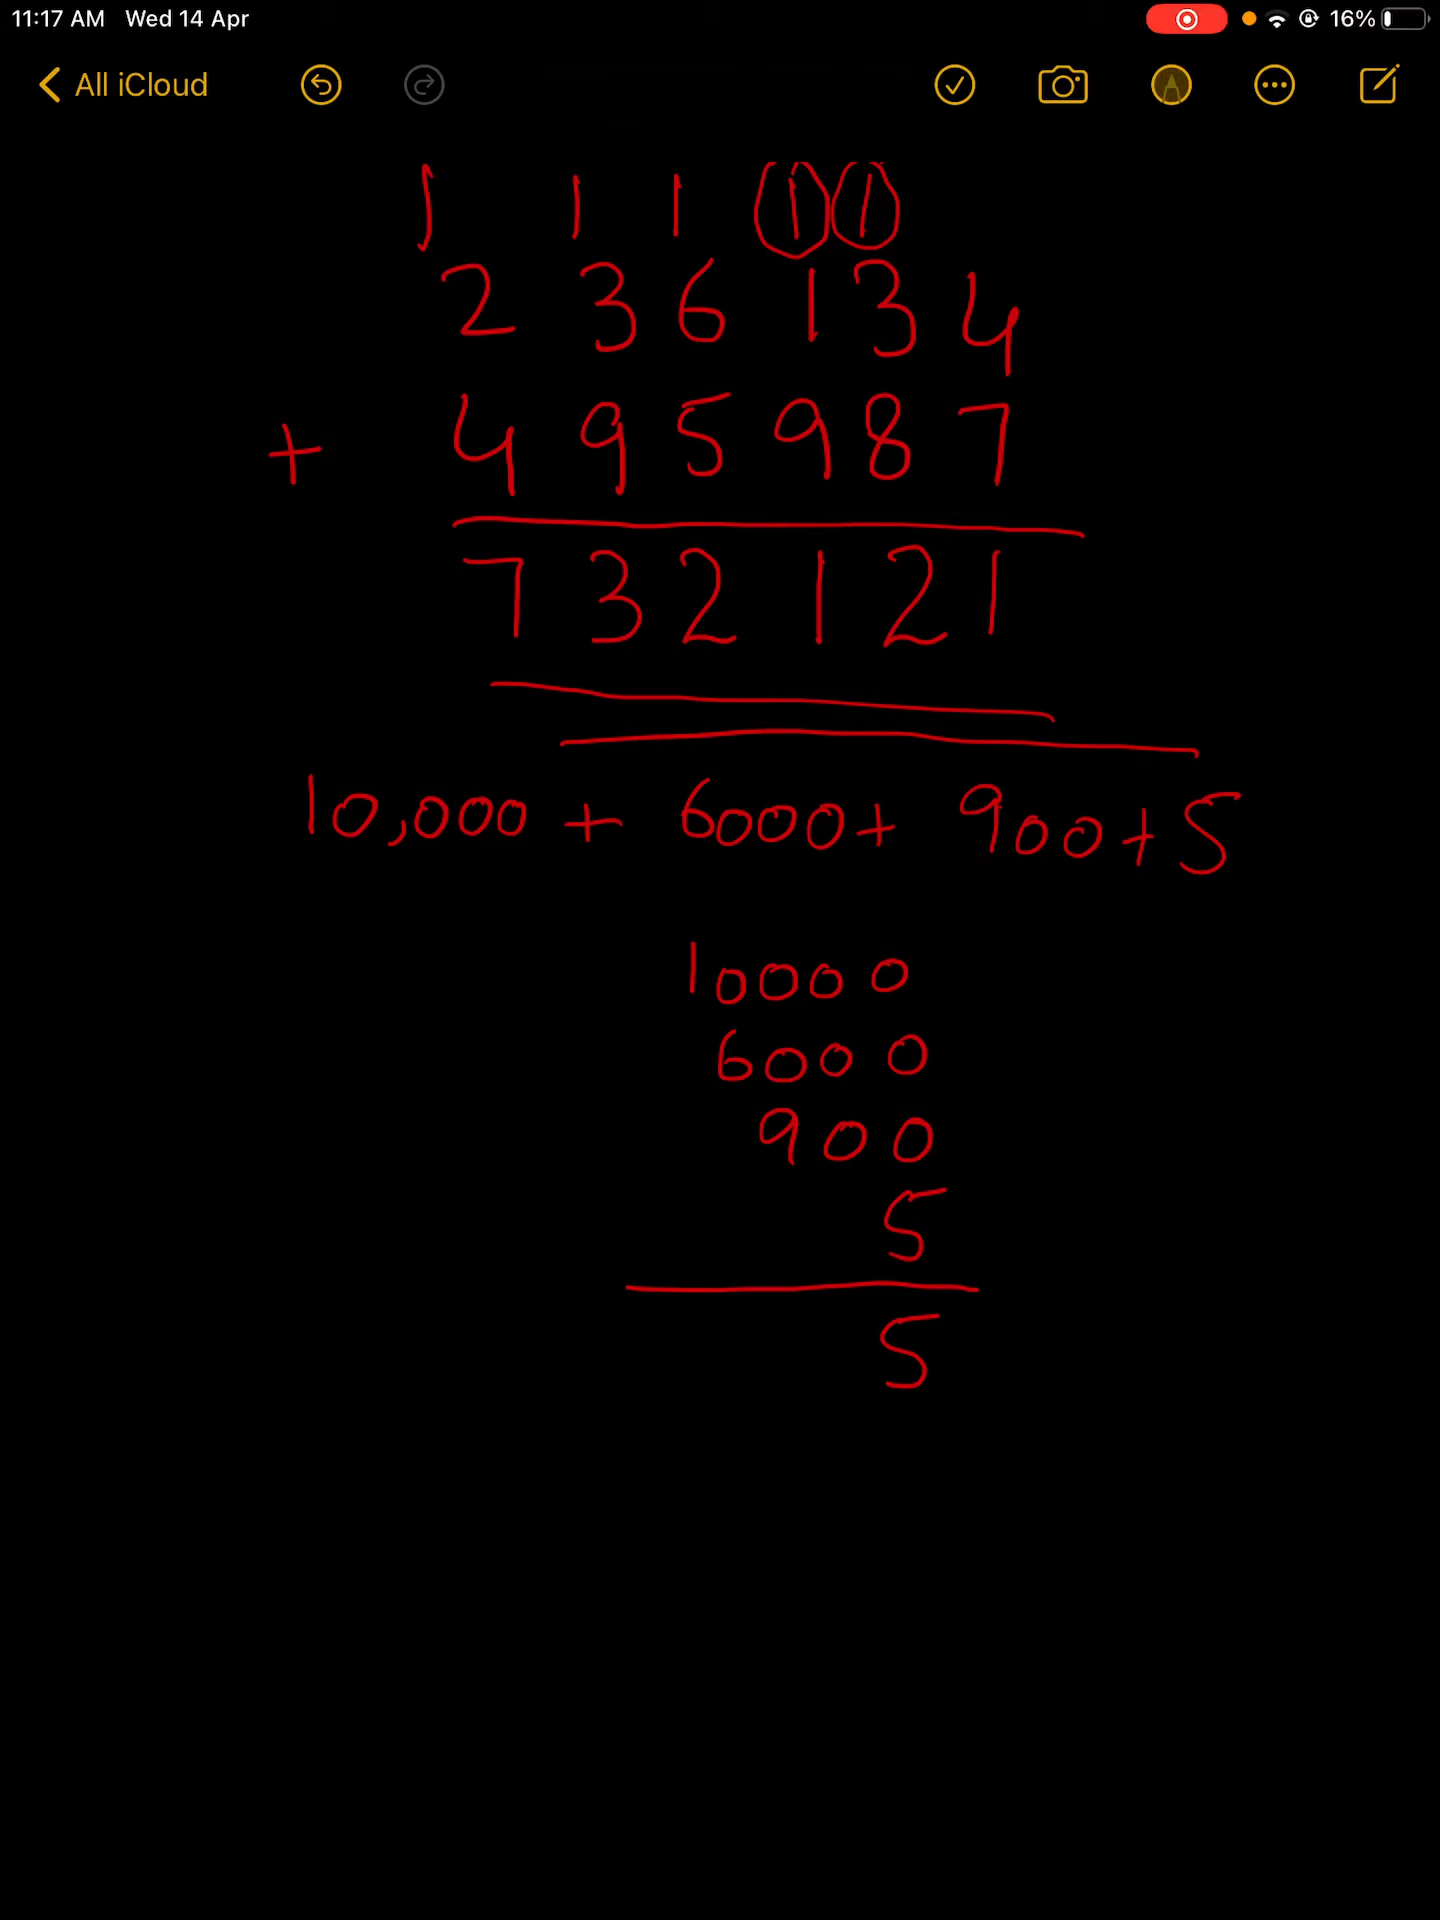 11:17 AM Wed 14 Apr 16%
All iCloud
1 1 1 1 1
2 3 6 1 3 4
+ 4 9 5 9 8 7
7 3 2 1 2 1
10,000 + 6000 + 900 + 5
10000
6000
900
5
5